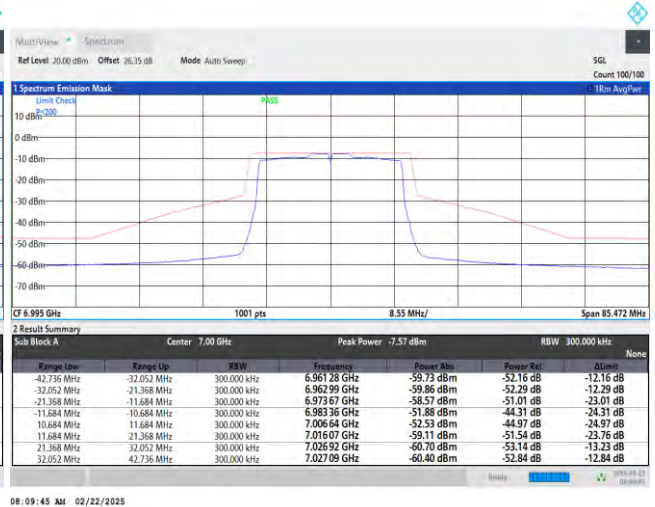 MultiView Spectrum
Ref Level 20.00 dBm Offset 26.35 dB Mode Auto Sweep SGL
Count 100/100
1 Spectrum Emission Mask 1Rm AvgPwr
Limit Check PASS
P<200
10 dBm
0 dBm
-10 dBm
-20 dBm
-30 dBm
-40 dBm
-50 dBm
-60 dBm
-70 dBm
CF 6.995 GHz 1001 pts 8.55 MHz/ Span 85.472 MHz
2 Result Summary
Sub Block A Center 7.00 GHz Peak Power -7.57 dBm RBW 300.000 kHz
None
Range Low Range Up RBW Frequency Power Abs Power Rel ΔLimit
-42.736 MHz -32.052 MHz 300.000 kHz 6.961 28 GHz -59.73 dBm -52.16 dB -12.16 dB
-32.052 MHz -21.368 MHz 300.000 kHz 6.962 99 GHz -59.86 dBm -52.29 dB -12.29 dB
-21.368 MHz -11.684 MHz 300.000 kHz 6.973 67 GHz -58.57 dBm -51.01 dB -23.01 dB
-11.684 MHz -10.684 MHz 300.000 kHz 6.983 36 GHz -51.88 dBm -44.31 dB -24.31 dB
10.684 MHz 11.684 MHz 300.000 kHz 7.006 64 GHz -52.53 dBm -44.97 dB -24.97 dB
11.684 MHz 21.368 MHz 300.000 kHz 7.016 07 GHz -59.11 dBm -51.54 dB -23.76 dB
21.368 MHz 32.052 MHz 300.000 kHz 7.026 92 GHz -60.70 dBm -53.14 dB -13.23 dB
32.052 MHz 42.736 MHz 300.000 kHz 7.027 09 GHz -60.40 dBm -52.84 dB -12.84 dB
Ready
08:09:45 AM 02/22/2025